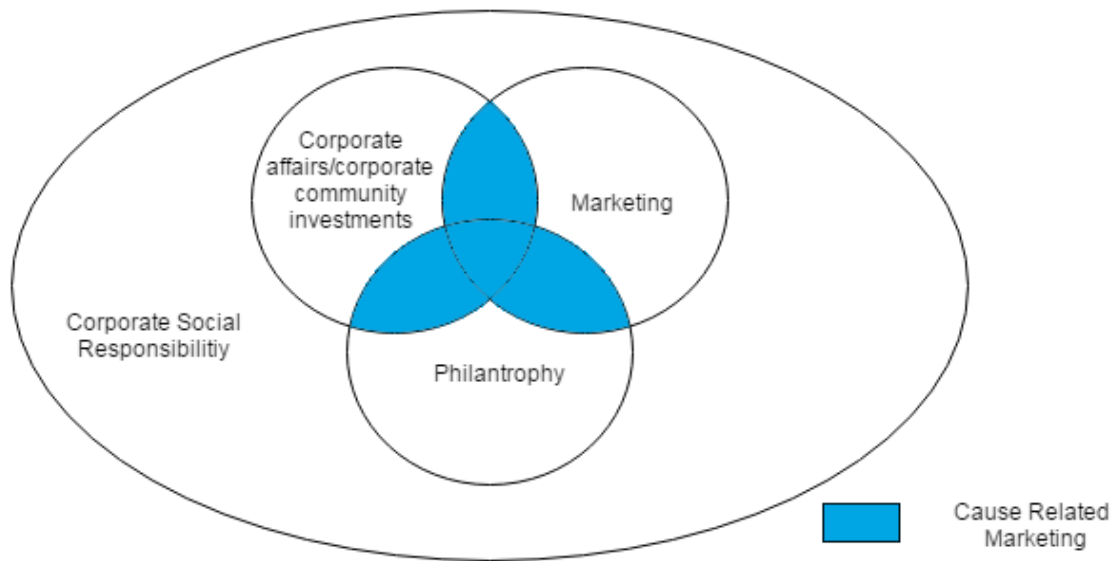 Corporate
affairs/corporate
community
investments
Marketing
Corporate Social
Responsibilitiy
Philantrophy
Cause Related
Marketing